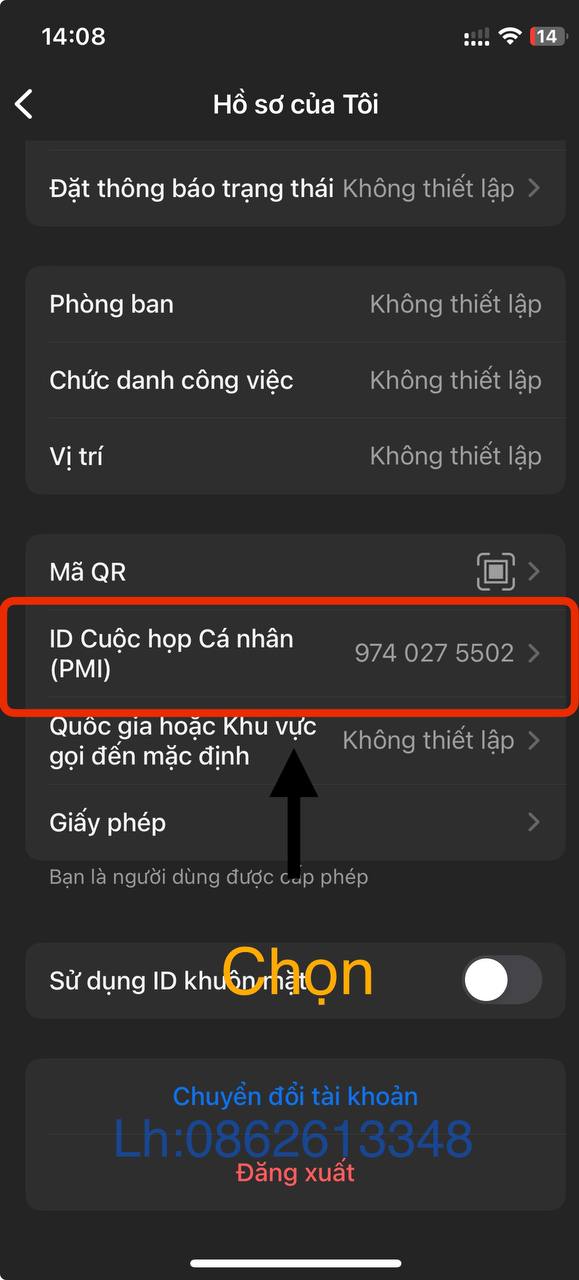 14:08
14
Hồ sơ của Tôi
Đặt thông báo trạng thái Không thiết lập
Phòng ban Không thiết lập
Chức danh công việc Không thiết lập
Vị trí Không thiết lập
Mã QR
ID Cuộc họp Cá nhân
(PMI) 974 027 5502
Quốc gia hoặc Khu vực
gọi đến mặc định Không thiết lập
Giấy phép
Bạn là người dùng được cấp phép
Chọn
Sử dụng ID khuôn mặt
Chuyển đổi tài khoản
Lh:0862613348
Đăng xuất